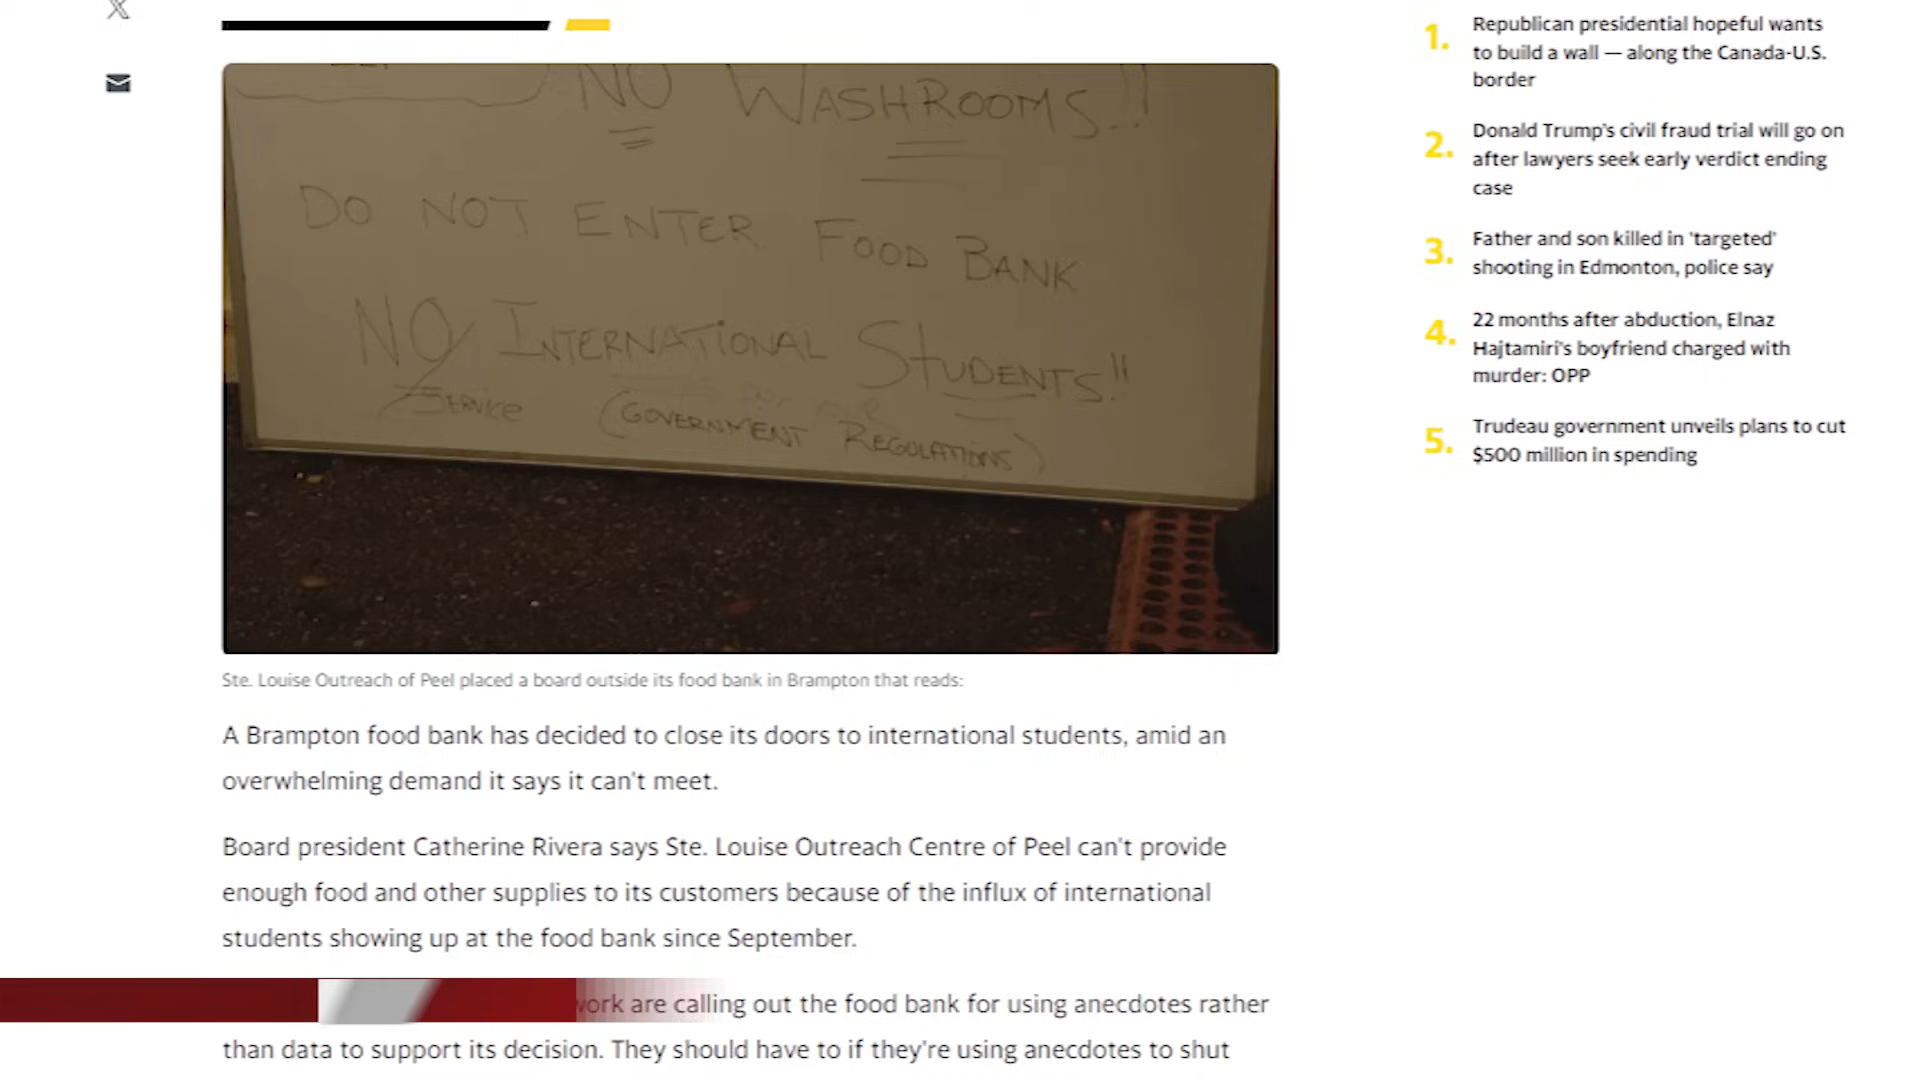 NO WASHROOMS!!
DO NOT ENTER FOOD BANK
NO INTERNATIONAL STUDENTS!!
SERVICE (GOVERNMENT REGULATIONS)
Ste. Louise Outreach of Peel placed a board outside its food bank in Brampton that reads:
A Brampton food bank has decided to close its doors to international students, amid an
overwhelming demand it says it can't meet.
Board president Catherine Rivera says Ste. Louise Outreach Centre of Peel can't provide
enough food and other supplies to its customers because of the influx of international
students showing up at the food bank since September.
are calling out the food bank for using anecdotes rather
than data to support its decision. They should have to if they're using anecdotes to shut
1. Republican presidential hopeful wants
to build a wall — along the Canada-U.S.
border
2. Donald Trump's civil fraud trial will go on
after lawyers seek early verdict ending
case
3. Father and son killed in 'targeted'
shooting in Edmonton, police say
4. 22 months after abduction, Elnaz
Hajtamiri's boyfriend charged with
murder: OPP
5. Trudeau government unveils plans to cut
$500 million in spending